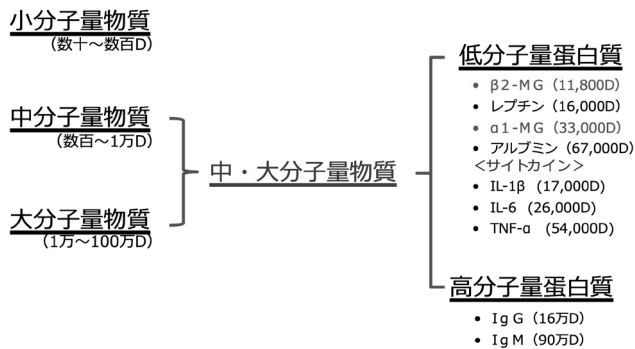 小分子量物質
（数十～数百D）
中分子量物質
（数百～1万D）
大分子量物質
（1万～100万D）
中・大分子量物質
低分子量蛋白質
• β2-MG（11,800D）
• レプチン（16,000D）
• α1-MG（33,000D）
• アルブミン（67,000D）
＜サイトカイン＞
• IL-1β （17,000D）
• IL-6 （26,000D）
• TNF-α （54,000D）
高分子量蛋白質
• IgG（16万D）
• IgM（90万D）